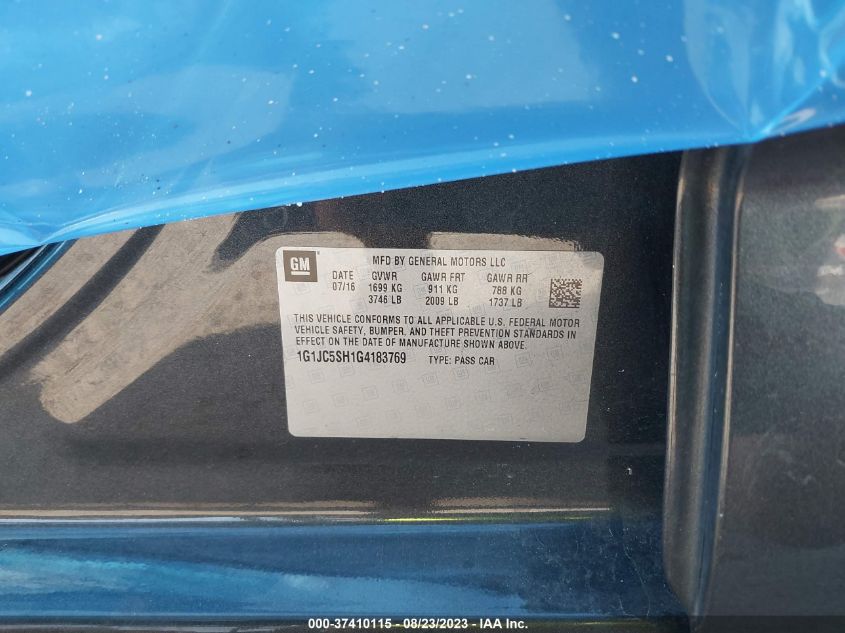 GM
MFD BY GENERAL MOTORS LLC
DATE GVWR GAWR FRT GAWR RR
07/16 1699 KG 911 KG 788 KG
3746 LB 2009 LB 1737 LB
THIS VEHICLE CONFORMS TO ALL APPLICABLE U.S. FEDERAL MOTOR
VEHICLE SAFETY, BUMPER, AND THEFT PREVENTION STANDARDS IN
EFFECT ON THE DATE OF MANUFACTURE SHOWN ABOVE.
1G1JC5SH1G4183769 TYPE: PASS CAR
000-37410115 - 08/23/2023 - IAA Inc.